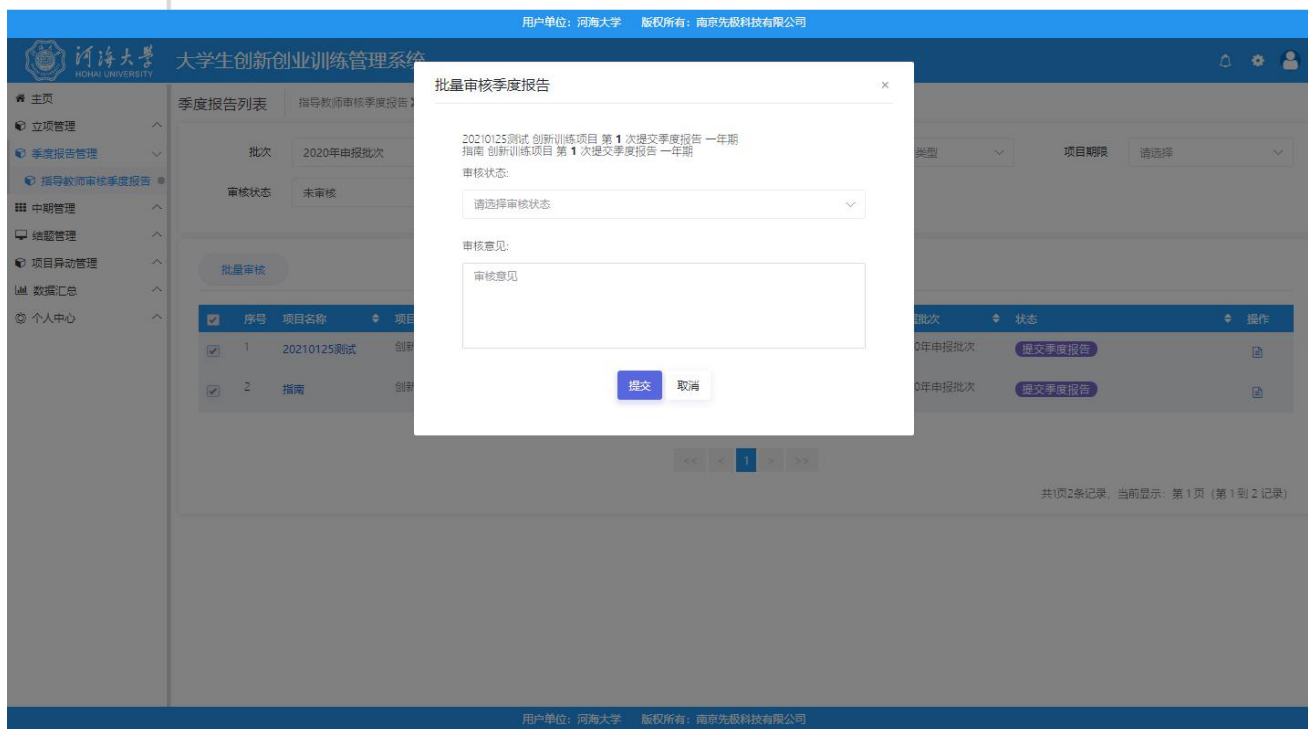 用户单位：河海大学 版权所有：南京先极科技有限公司
河海大学 大学生创新创业训练管理系统
HOHAI UNIVERSITY
主页
立项管理
季度报告管理
指导教师审核季度报告
中期管理
结题管理
项目异动管理
数据汇总
个人中心
季度报告列表 指导教师审核季度报告
批次 2020年申报批次 类型 项目期限 请选择
审核状态 未审核
批量审核
序号 项目名称 批次 状态 操作
1 20210125测试 0年申报批次 提交季度报告
2 指南 0年申报批次 提交季度报告
批量审核季度报告 ×
20210125测试 创新训练项目 第 1 次提交季度报告 一年期
指南 创新训练项目 第 1 次提交季度报告 一年期
审核状态:
请选择审核状态
审核意见:
审核意见
提交 取消
<< < 1 > >>
共1页2条记录，当前显示：第 1 页（第 1 到 2 记录）
用户单位：河海大学 版权所有：南京先极科技有限公司